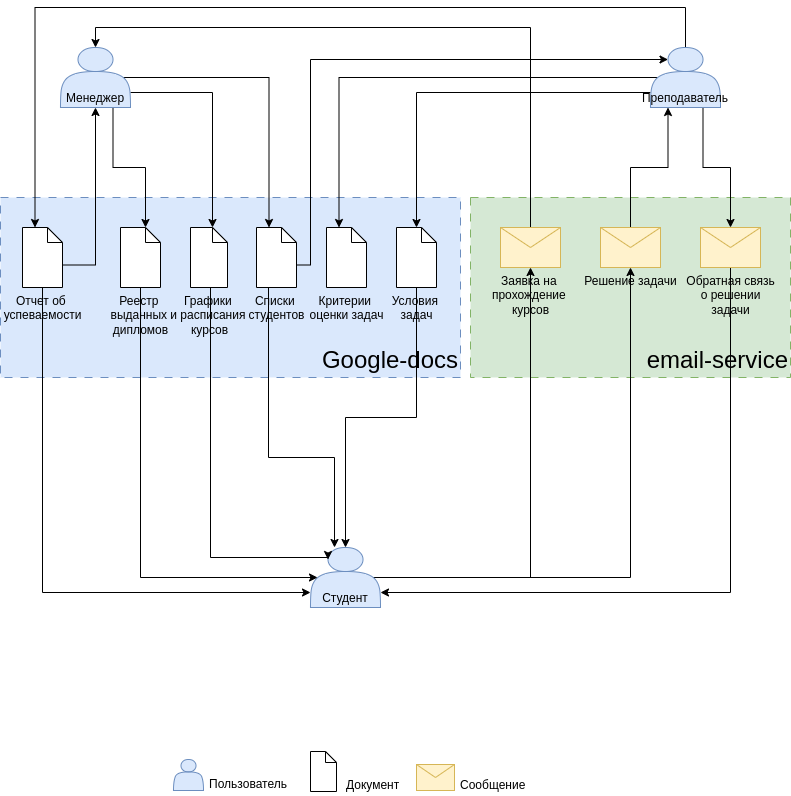 Менеджер
Преподаватель
Отчет об
успеваемости
Реестр
выданных
дипломов
Графики
и расписания
курсов
Списки
студентов
Критерии
оценки задач
Условия
задач
Google-docs
Заявка на
прохождение
курсов
Решение задачи
Обратная связь
о решении
задачи
email-service
Студент
Пользователь
Документ
Сообщение